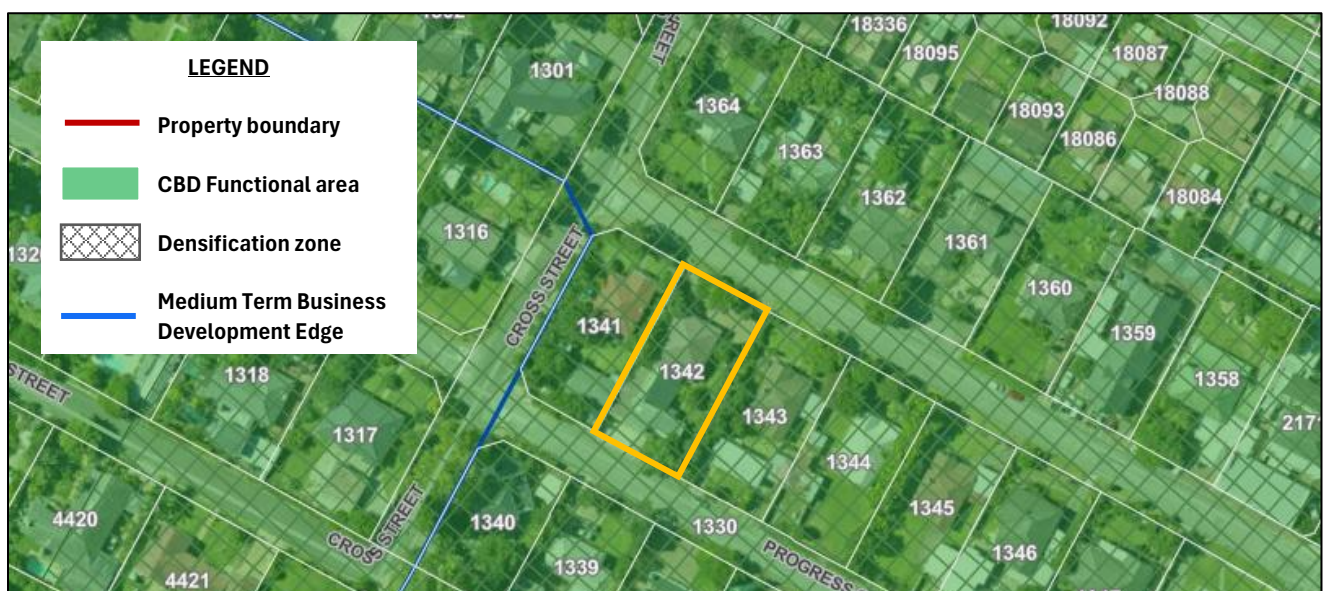 LEGEND
Property boundary
CBD Functional area
Densification zone
Medium Term Business
Development Edge
STREET
18336
18092
18095
18087
1301
18088
1364
18093
1363
18086
1362
18084
1316
1361
CROSS STREET
1360
1341
1359
1342
1358
1318
STREET
1343
1317
1344
1345
4420
1340
1330
CROSS STREET
1346
1339
PROGRESS
4421